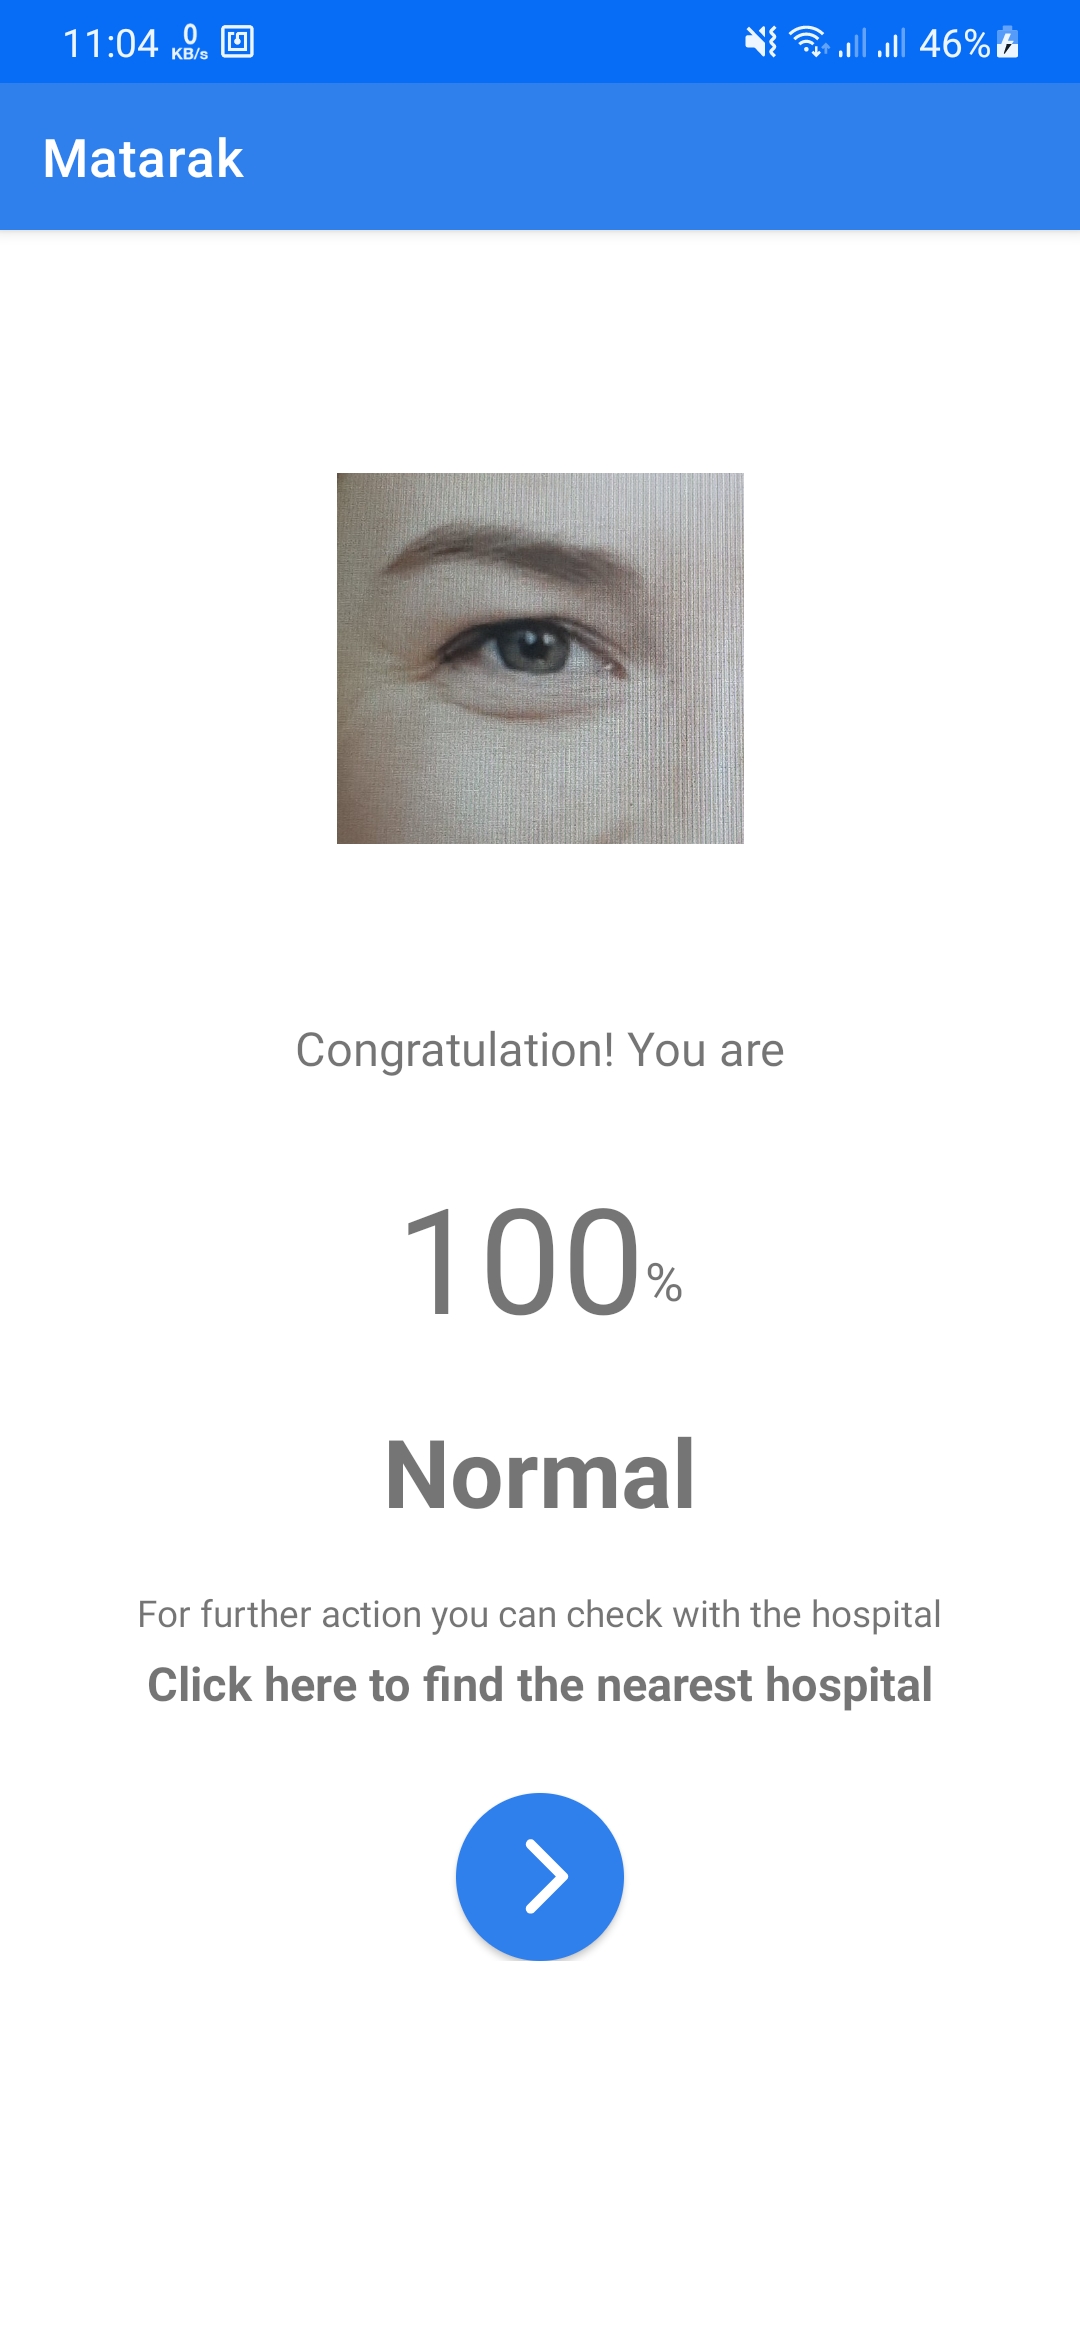 11:04 0 KB/s 46%
Matarak
Congratulation! You are
100%
Normal
For further action you can check with the hospital
Click here to find the nearest hospital